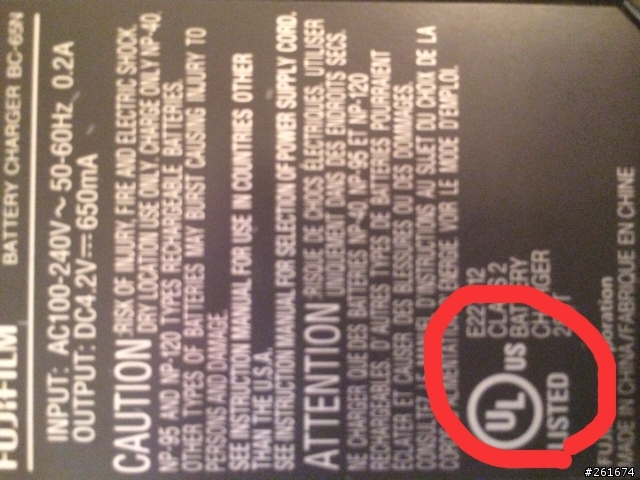 FUJIFILM BATTERY CHARGER BC-65N
INPUT: AC100-240V~ 50-60Hz 0.2A
OUTPUT: DC4.2V⎓650mA
CAUTION: RISK OF INJURY, FIRE AND ELECTRIC SHOCK.
DRY LOCATION USE ONLY. CHARGE ONLY NP-40,
NP-95 AND NP-120 TYPES RECHARGEABLE BATTERIES.
OTHER TYPES OF BATTERIES MAY BURST CAUSING INJURY TO
PERSONS AND DAMAGE.
SEE INSTRUCTION MANUAL FOR USE IN COUNTRIES OTHER
THAN THE U.S.A.
SEE INSTRUCTION MANUAL FOR SELECTION OF POWER SUPPLY CORD.
ATTENTION: RISQUE DE CHOCS ÉLECTRIQUES, UTILISER
UNIQUEMENT DANS DES ENDROITS SECS.
NE CHARGER QUE DES BATTERIES NP-40, NP-95 ET NP-120
RECHARGEABLES. D'AUTRES TYPES DE BATTERIES POURRAIENT
ÉCLATER ET CAUSER DES BLESSURES OU DES DOMMAGES.
CONSULTEZ LE MANUEL D'INSTRUCTIONS AU SUJET DU CHOIX DE LA
VOIR LE MODE D'EMPLOI.
UL US
LISTED
CLASS 2
BATTERY
CHARGER
MADE IN CHINA/FABRIQUÉ EN CHINE
#261674